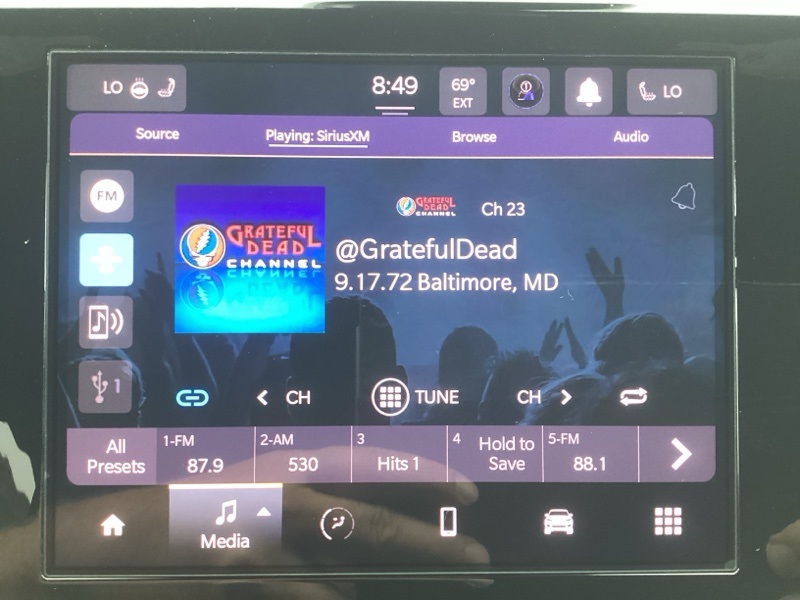 LO
8:49
69°
EXT
LO
Source
Playing: SiriusXM
Browse
Audio
FM
GRATEFUL
DEAD
CHANNEL
GRATEFUL
DEAD
CHANNEL
Ch 23
@GratefulDead
9.17.72 Baltimore, MD
1
CH
TUNE
CH
All
Presets
1-FM
87.9
2-AM
530
3
Hits 1
4
Hold to
Save
5-FM
88.1
Media